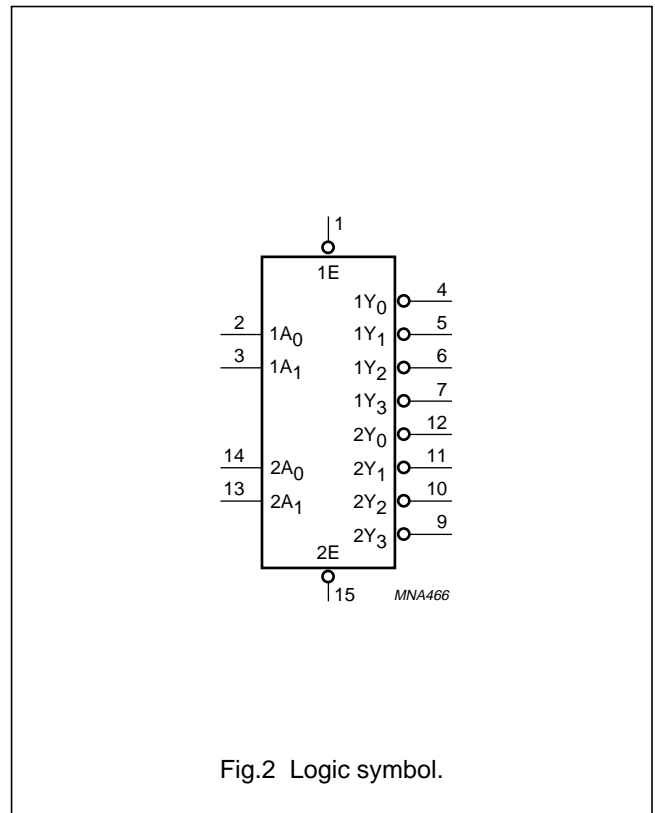 1
1E
1Y0 4
2 1A0 1Y1 5
3 1A1 1Y2 6
1Y3 7
2Y0 12
14 2A0 2Y1 11
13 2A1 2Y2 10
2Y3 9
2E
15 MNA466
Fig.2 Logic symbol.